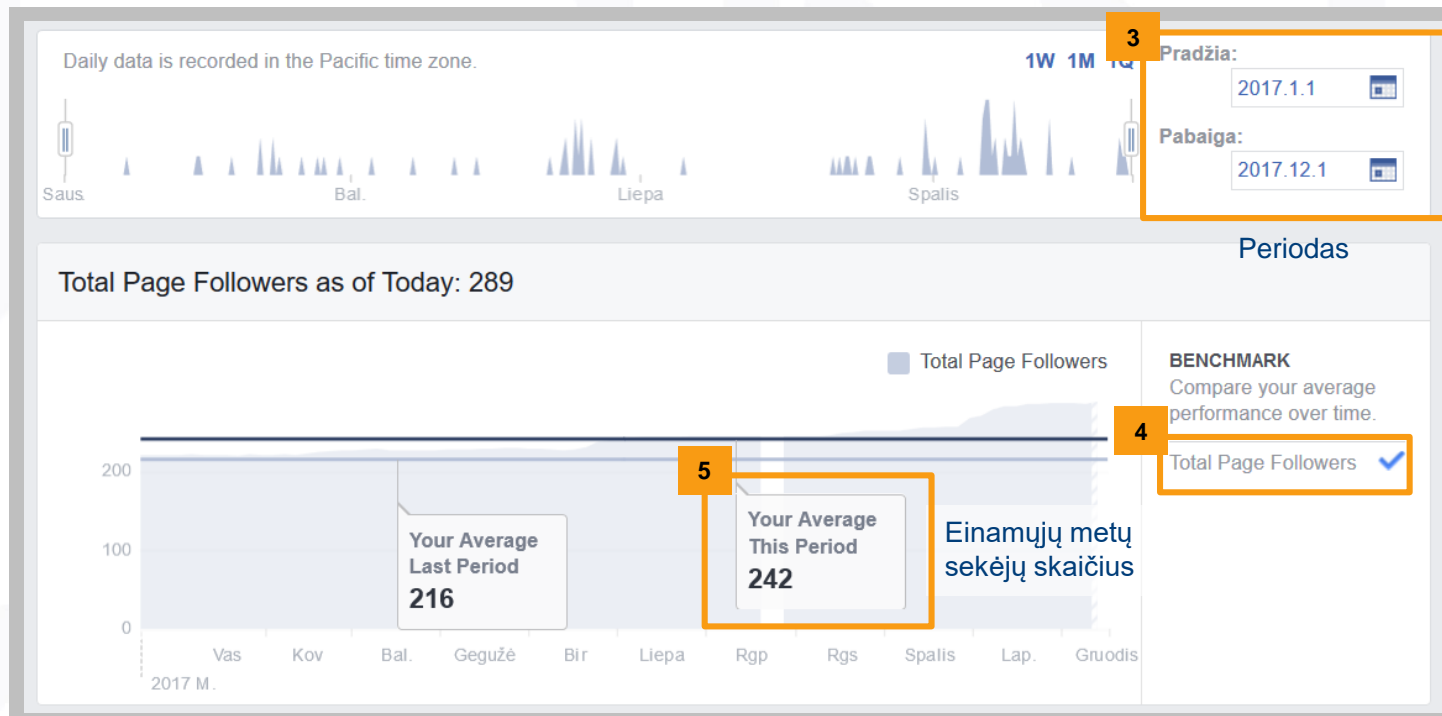 Daily data is recorded in the Pacific time zone.
1W 1M 1Q
3
Pradžia:
2017.1.1
Pabaiga:
2017.12.1
Saus.
Bal.
Liepa
Spalis
Periodas
Total Page Followers as of Today: 289
Total Page Followers
BENCHMARK
Compare your average
performance over time.
4
Total Page Followers
200
100
0
5
Your Average
Last Period
216
Your Average
This Period
242
Einamųjų metų
sekėjų skaičius
Vas Kov Bal. Gegužė Bir Liepa Rgp Rgs Spalis Lap. Gruodis
2017 M.